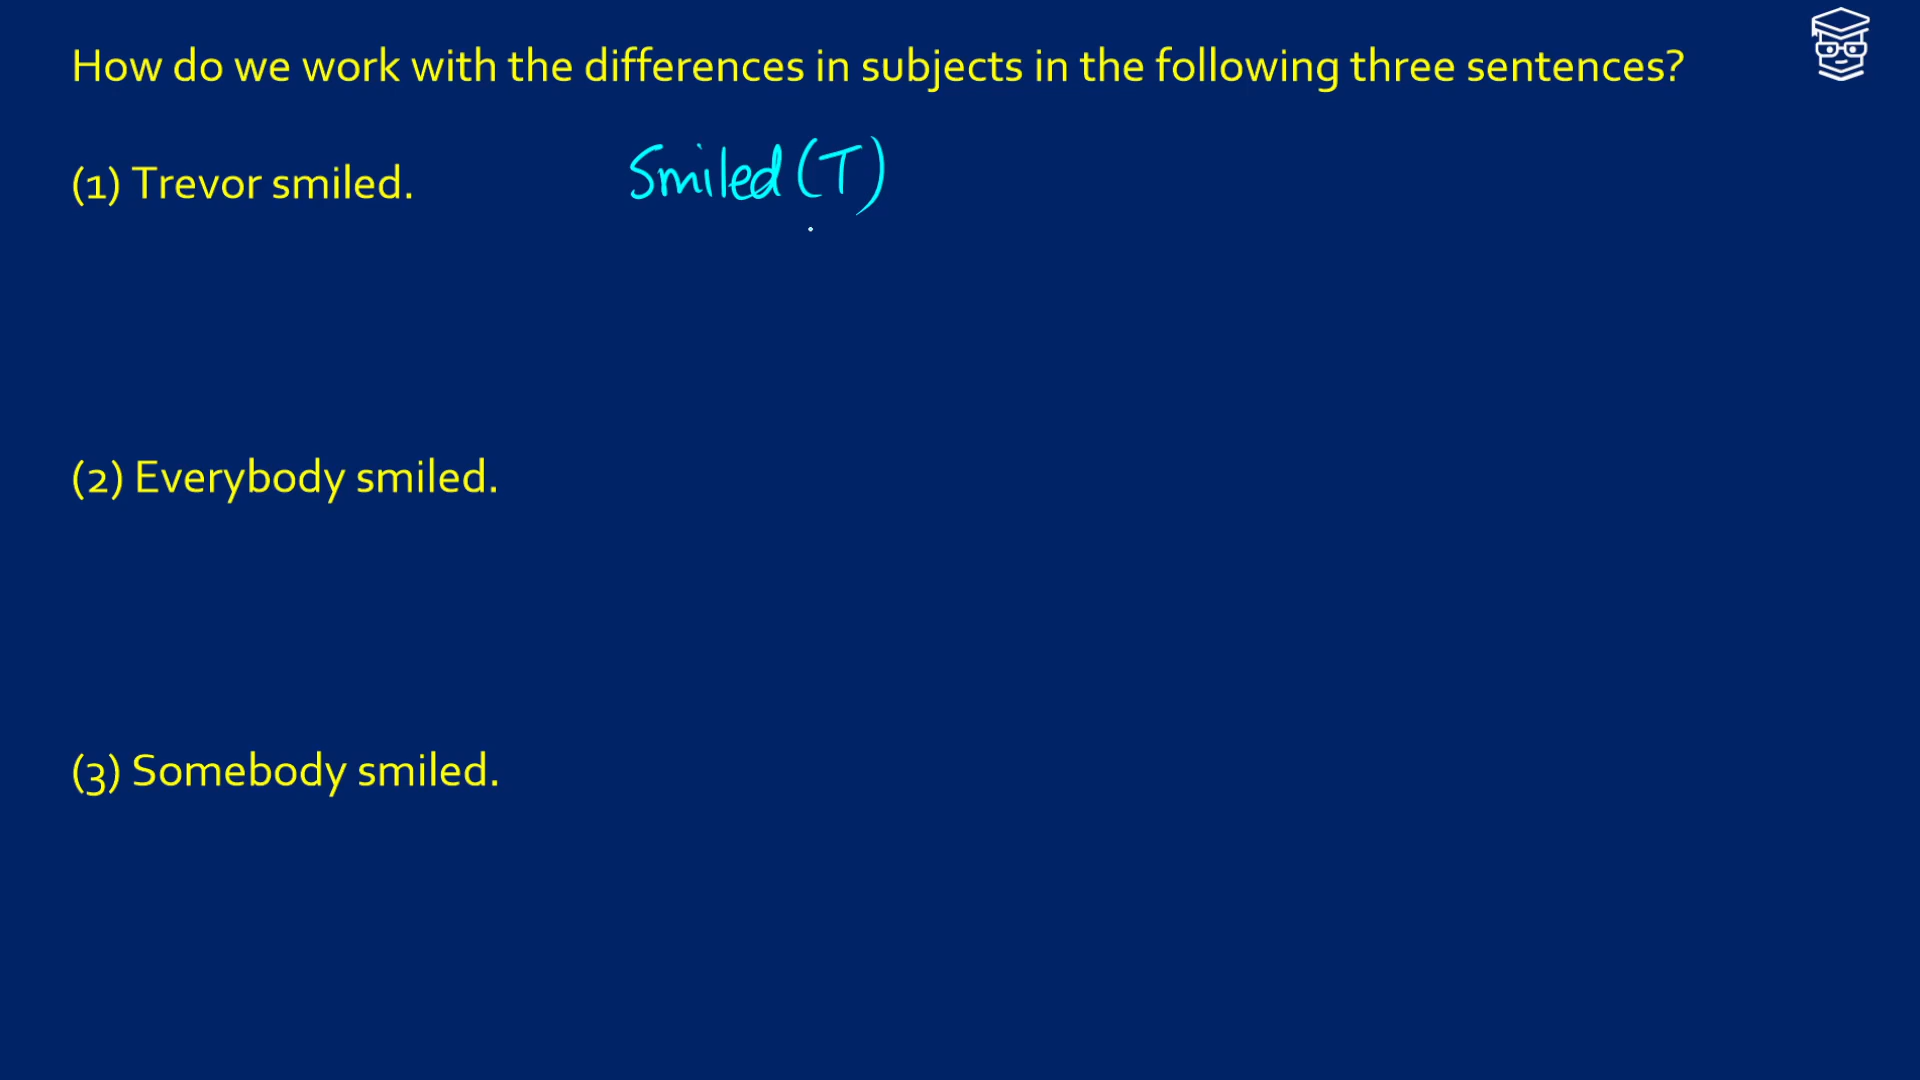 How do we work with the differences in subjects in the following three sentences?
(1) Trevor smiled. Smiled (T)
(2) Everybody smiled.
(3) Somebody smiled.